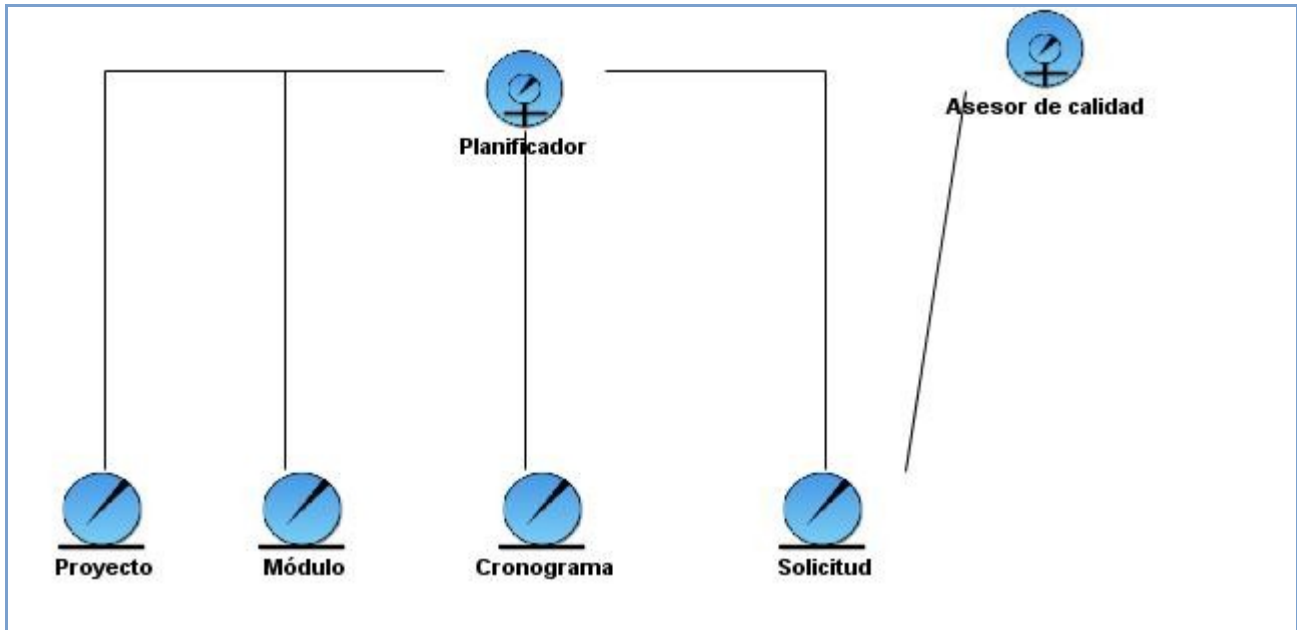 Asesor de calidad
Planificador
Proyecto
Módulo
Cronograma
Solicitud